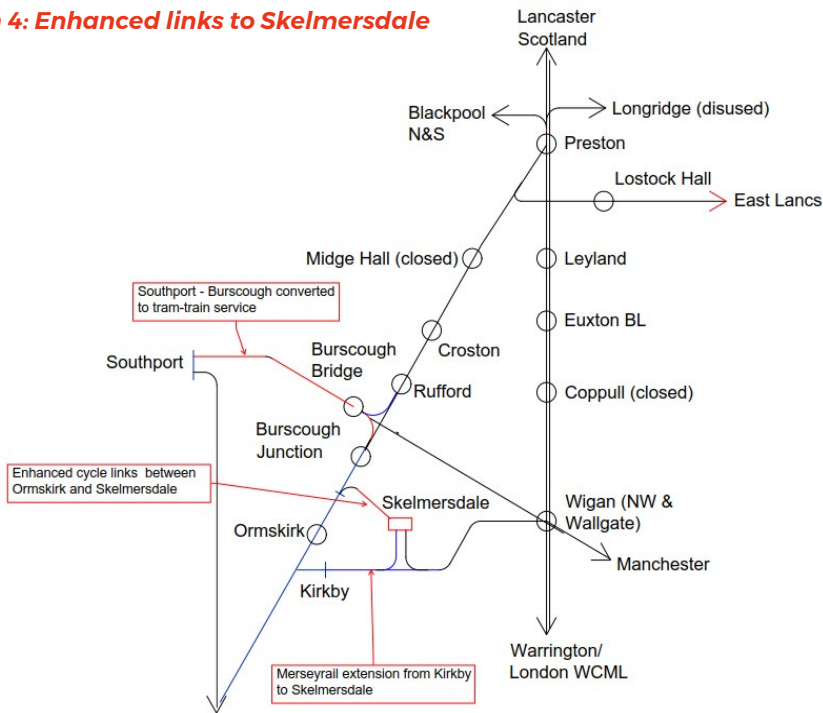 4: Enhanced links to Skelmersdale
Lancaster
Scotland
Blackpool
N&S
Longridge (disused)
Preston
Lostock Hall
East Lancs
Midge Hall (closed)
Leyland
Southport - Burscough converted
to tram-train service
Euxton BL
Croston
Southport
Burscough
Bridge
Rufford
Coppull (closed)
Burscough
Junction
Enhanced cycle links between
Ormskirk and Skelmersdale
Skelmersdale
Wigan (NW &
Wallgate)
Ormskirk
Manchester
Kirkby
Merseyrail extension from Kirkby
to Skelmersdale
Warrington/
London WCML